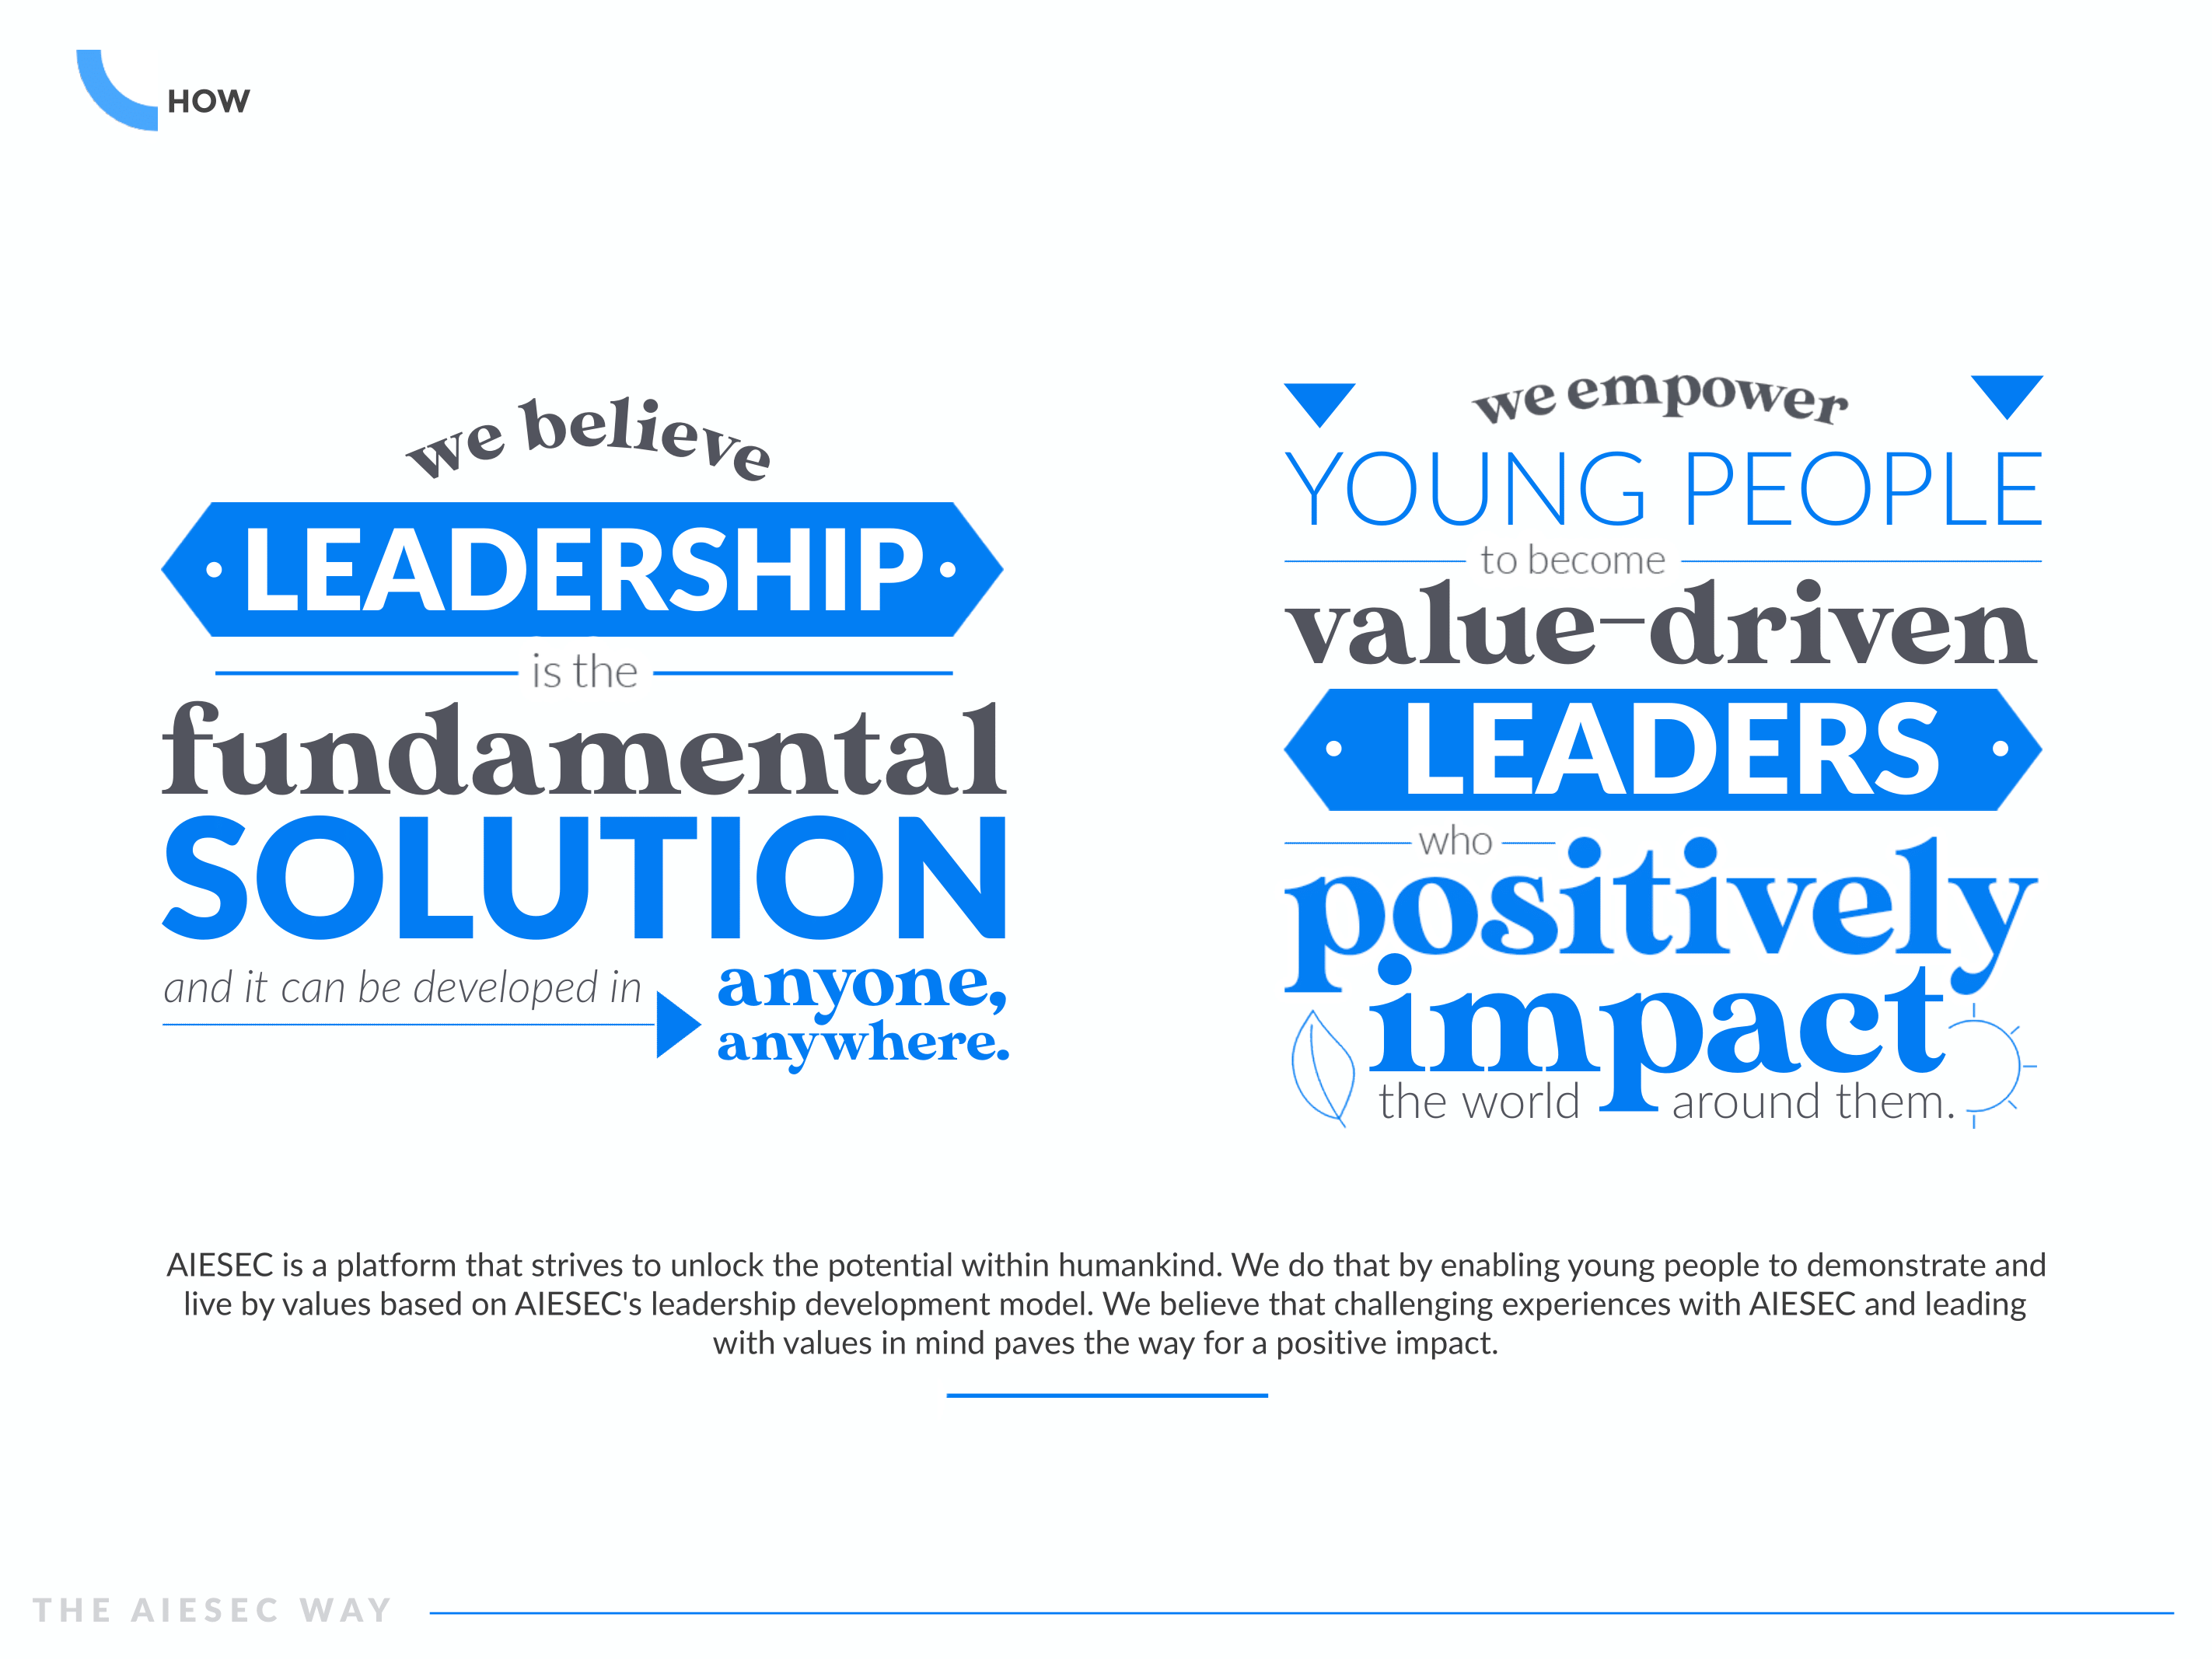 HOW
we believe
LEADERSHIP
is the
fundamental
SOLUTION
and it can be developed in
anyone,
anywhere.
we empower
YOUNG PEOPLE
to become
value-driven
LEADERS
who
positively
impact
the world around them.
AIESEC is a platform that strives to unlock the potential within humankind. We do that by enabling young people to demonstrate and
live by values based on AIESEC's leadership development model. We believe that challenging experiences with AIESEC and leading
with values in mind paves the way for a positive impact.
THE AIESEC WAY